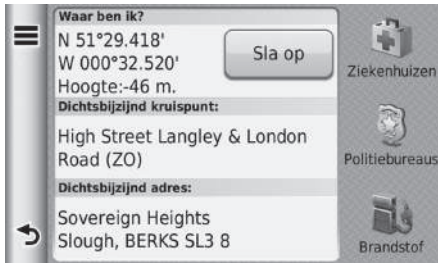 Waar ben ik?
N 51°29.418'
W 000°32.520'
Hoogte:-46 m.
Sla op
Dichtsbijzijnd kruispunt:
High Street Langley & London
Road (ZO)
Dichtsbijzijnd adres:
Sovereign Heights
Slough, BERKS SL3 8
Ziekenhuizen
Politiebureaus
Brandstof